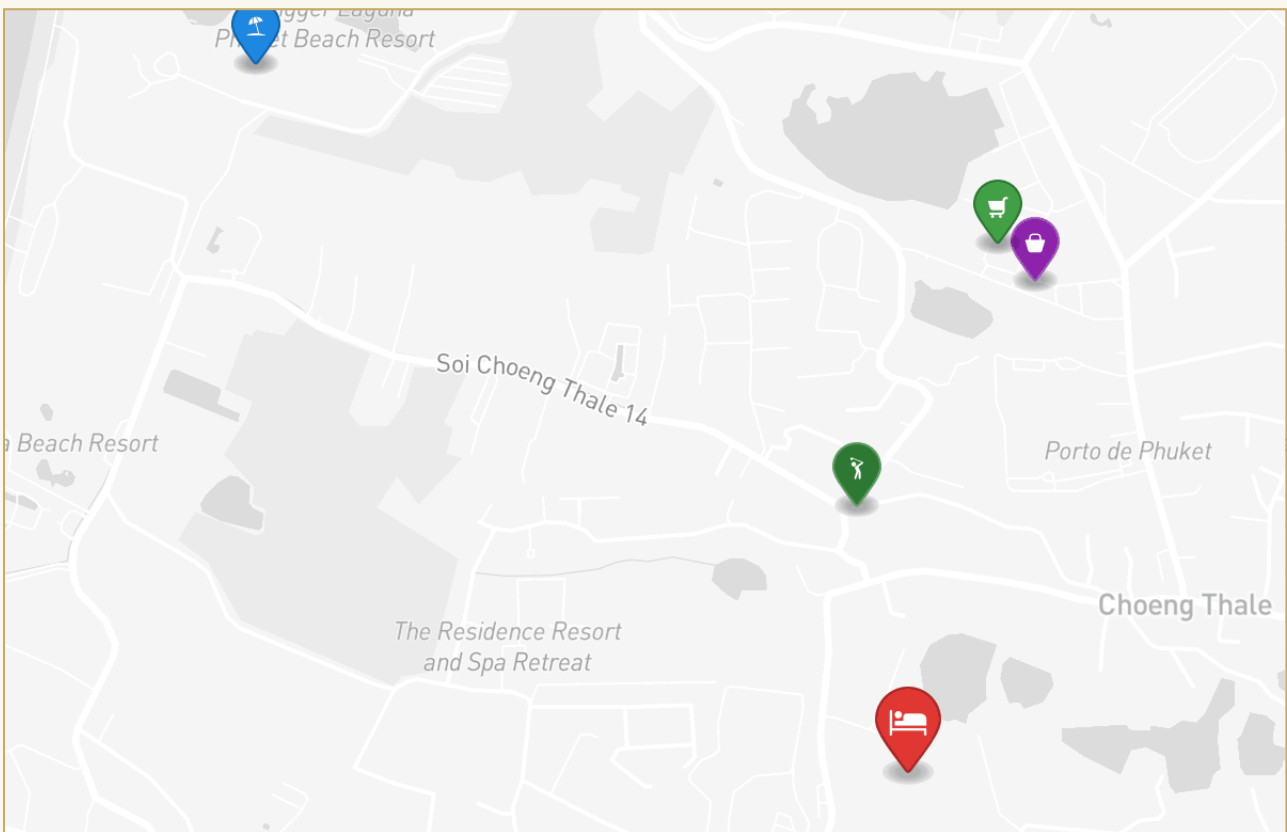 Laguna
Beach Resort
Soi Choeng Thale 14
Beach Resort
Porto de Phuket
Choeng Thale
The Residence Resort
and Spa Retreat